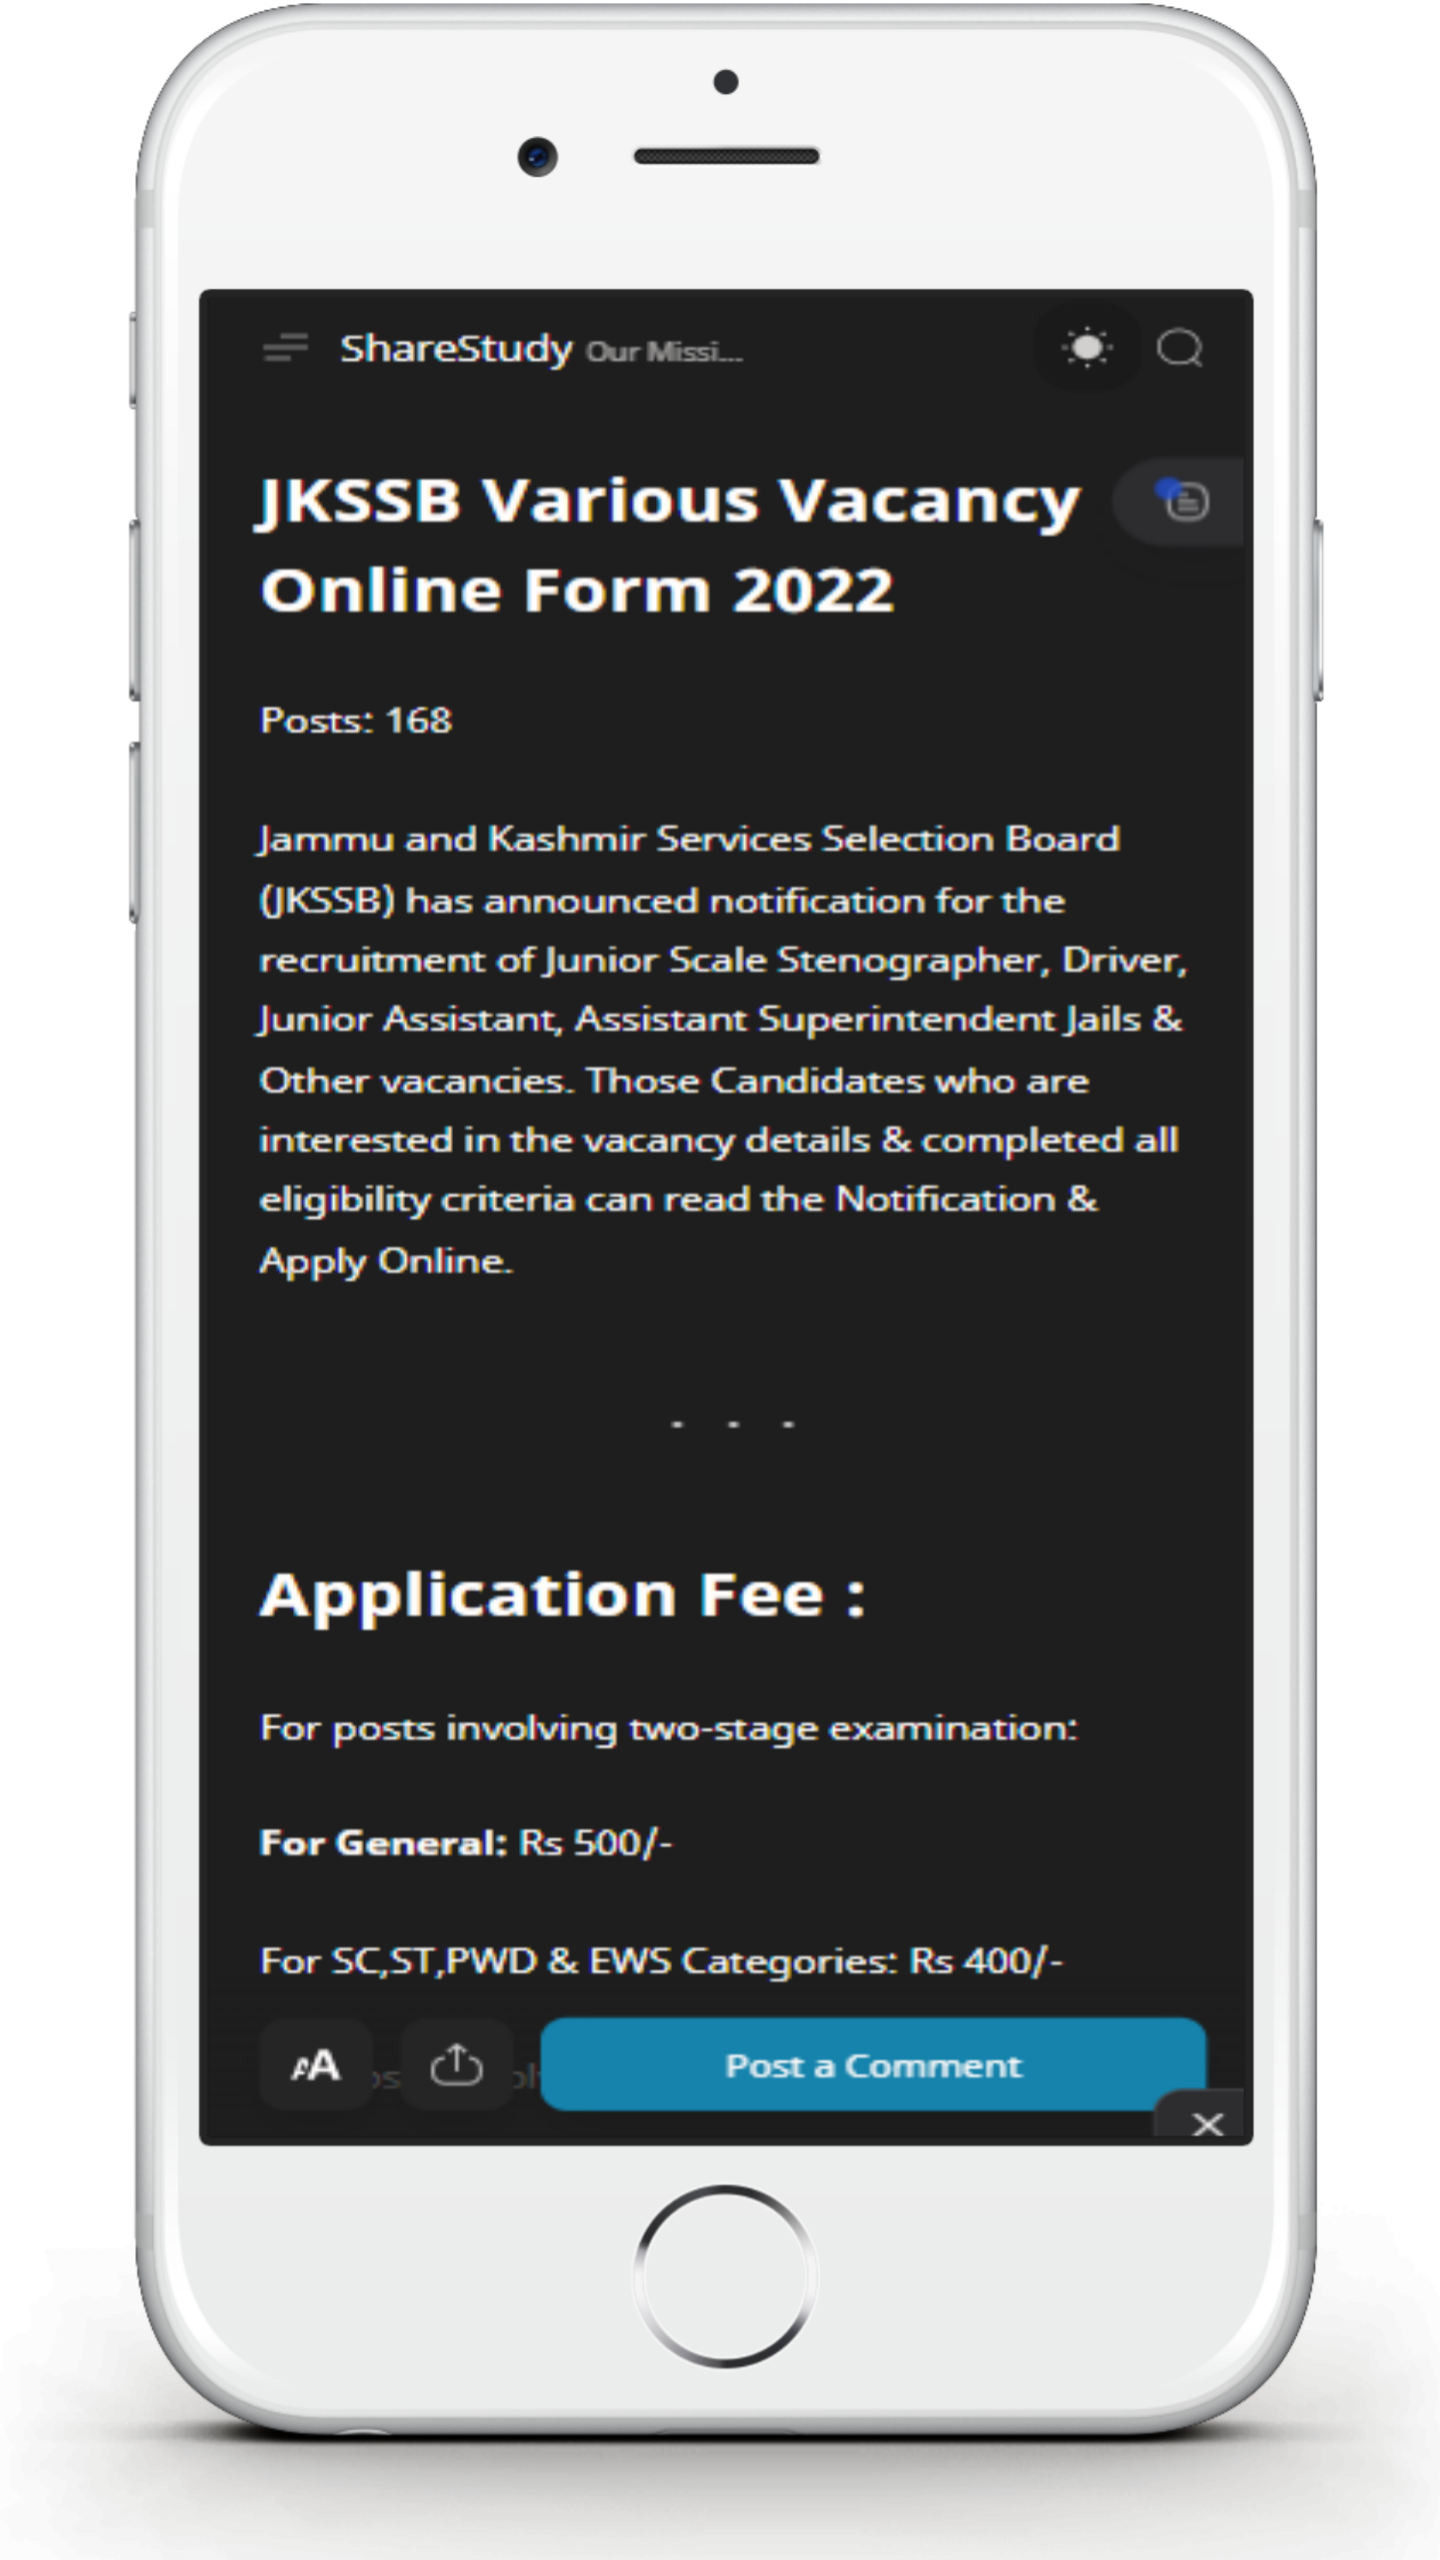 ShareStudy Our Missi...
JKSSB Various Vacancy
Online Form 2022
Posts: 168
Jammu and Kashmir Services Selection Board
(JKSSB) has announced notification for the
recruitment of Junior Scale Stenographer, Driver,
Junior Assistant, Assistant Superintendent Jails &
Other vacancies. Those Candidates who are
interested in the vacancy details & completed all
eligibility criteria can read the Notification &
Apply Online.
. . .
Application Fee :
For posts involving two-stage examination:
For General: Rs 500/-
For SC,ST,PWD & EWS Categories: Rs 400/-
AA
Post a Comment